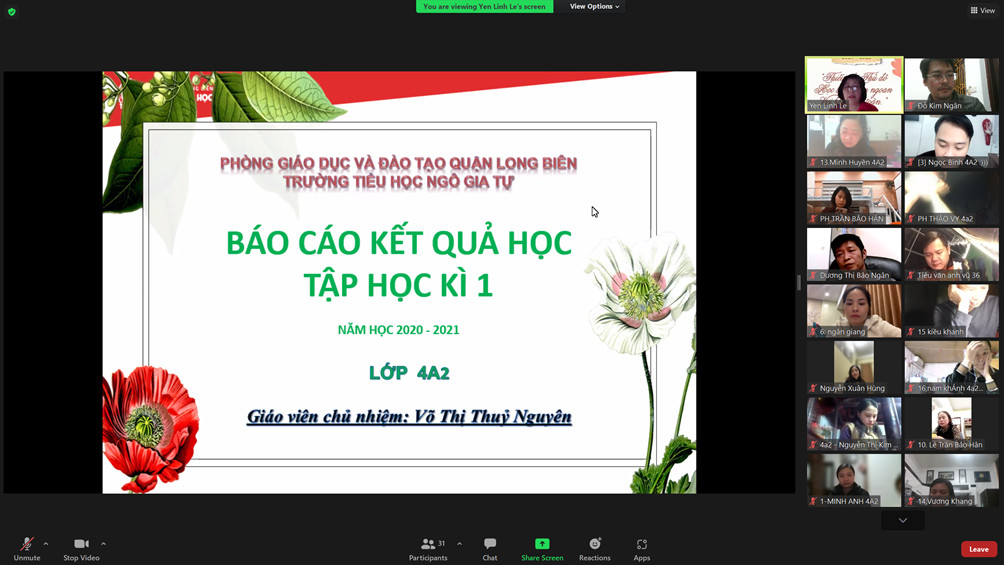 You are viewing Yen Linh Le's screen
View Options
View
HỌC
PHÒNG GIÁO DỤC VÀ ĐÀO TẠO QUẬN LONG BIÊN
TRƯỜNG TIỂU HỌC NGÔ GIA TỰ
BÁO CÁO KẾT QUẢ HỌC
TẬP HỌC KÌ 1
NĂM HỌC 2020 - 2021
LỚP 4A2
Giáo viên chủ nhiệm: Võ Thị Thuỷ Nguyên
Yen Linh Le
Đỗ Kim Ngân
13.Minh Huyền 4A2
[3] Ngọc Bình 4A2 :)))
PH TRẦN BẢO HÂN
PH THẢO VY 4a2
Dương Thị Bảo Ngân
Tiêu văn anh vũ 36
6. ngân giang
15 kiều khanh
Nguyễn Xuân Hùng
16,nam khÁnh 4a2...
4a2 - Nguyễn Thị Kim ...
10. Lê Trần Bảo Hân
1-MINH ANH 4A2
14,Vương Khang
Unmute
Stop Video
31
Participants
Chat
Share Screen
Reactions
Apps
Leave